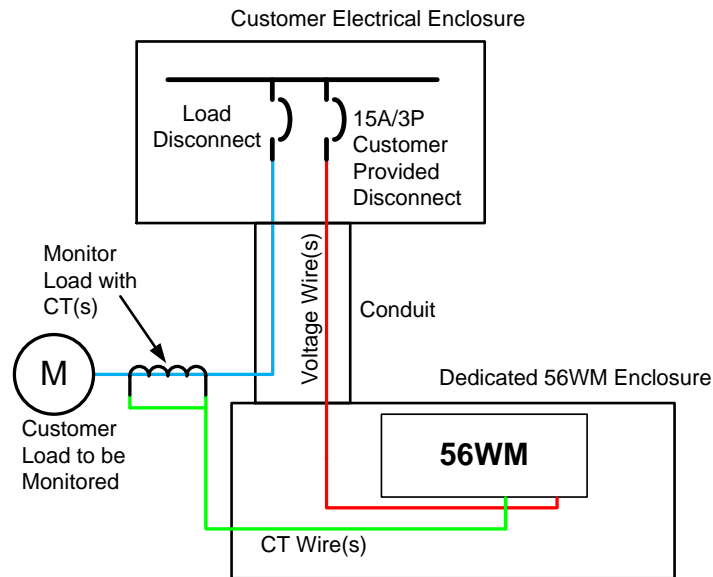 Customer Electrical Enclosure
Load
Disconnect
15A/3P
Customer
Provided
Disconnect
Monitor
Load with
CT(s)
Voltage Wire(s)
Conduit
M
Customer
Load to be
Monitored
Dedicated 56WM Enclosure
56WM
CT Wire(s)